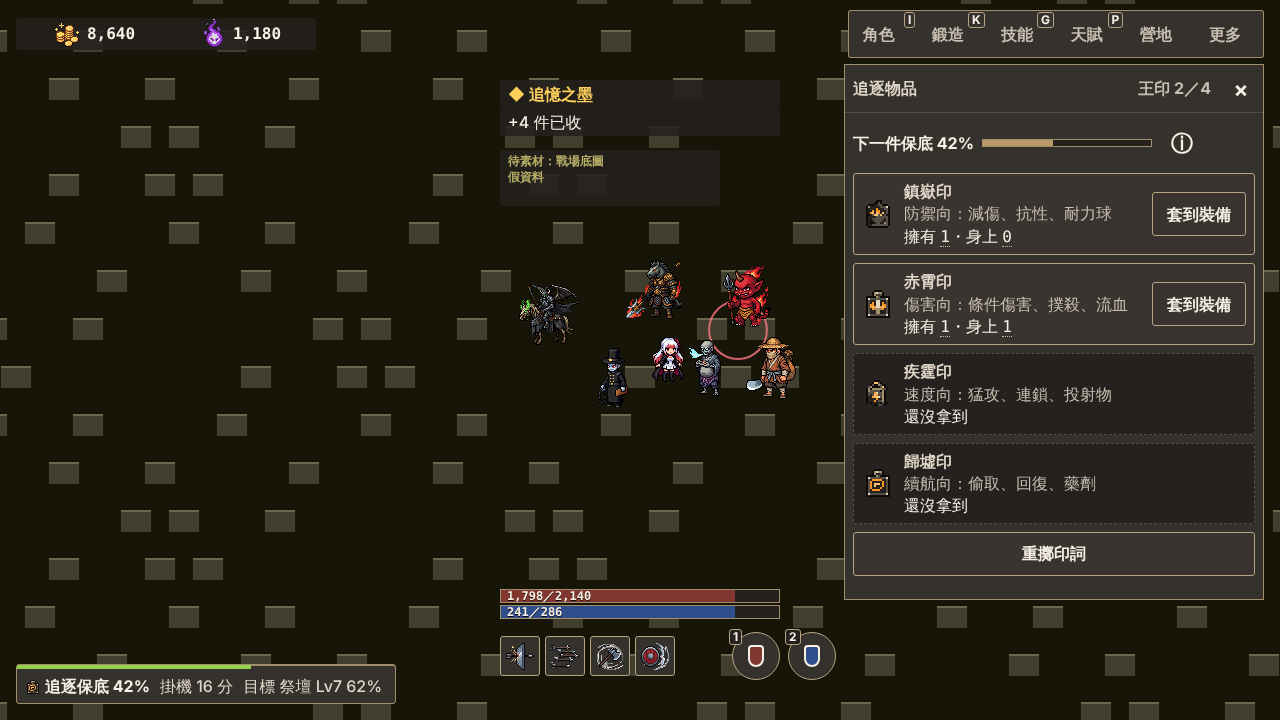 8,640 1,180
角色 I 鍛造 K 技能 G 天賦 P 營地 更多
◆ 追憶之墨
+4 件已收
待素材：戰場底圖
假資料
追逐物品 王印 2／4 ×
下一件保底 42%
鎮嶽印
防禦向：減傷、抗性、耐力球
擁有 1・身上 0
套到裝備
赤霄印
傷害向：條件傷害、撲殺、流血
擁有 1・身上 1
套到裝備
疾霆印
速度向：猛攻、連鎖、投射物
還沒拿到
歸墟印
續航向：偷取、回復、藥劑
還沒拿到
重擲印詞
1,798／2,140
241／286
1 2
追逐保底 42% 掛機 16 分 目標 祭壇 Lv7 62%